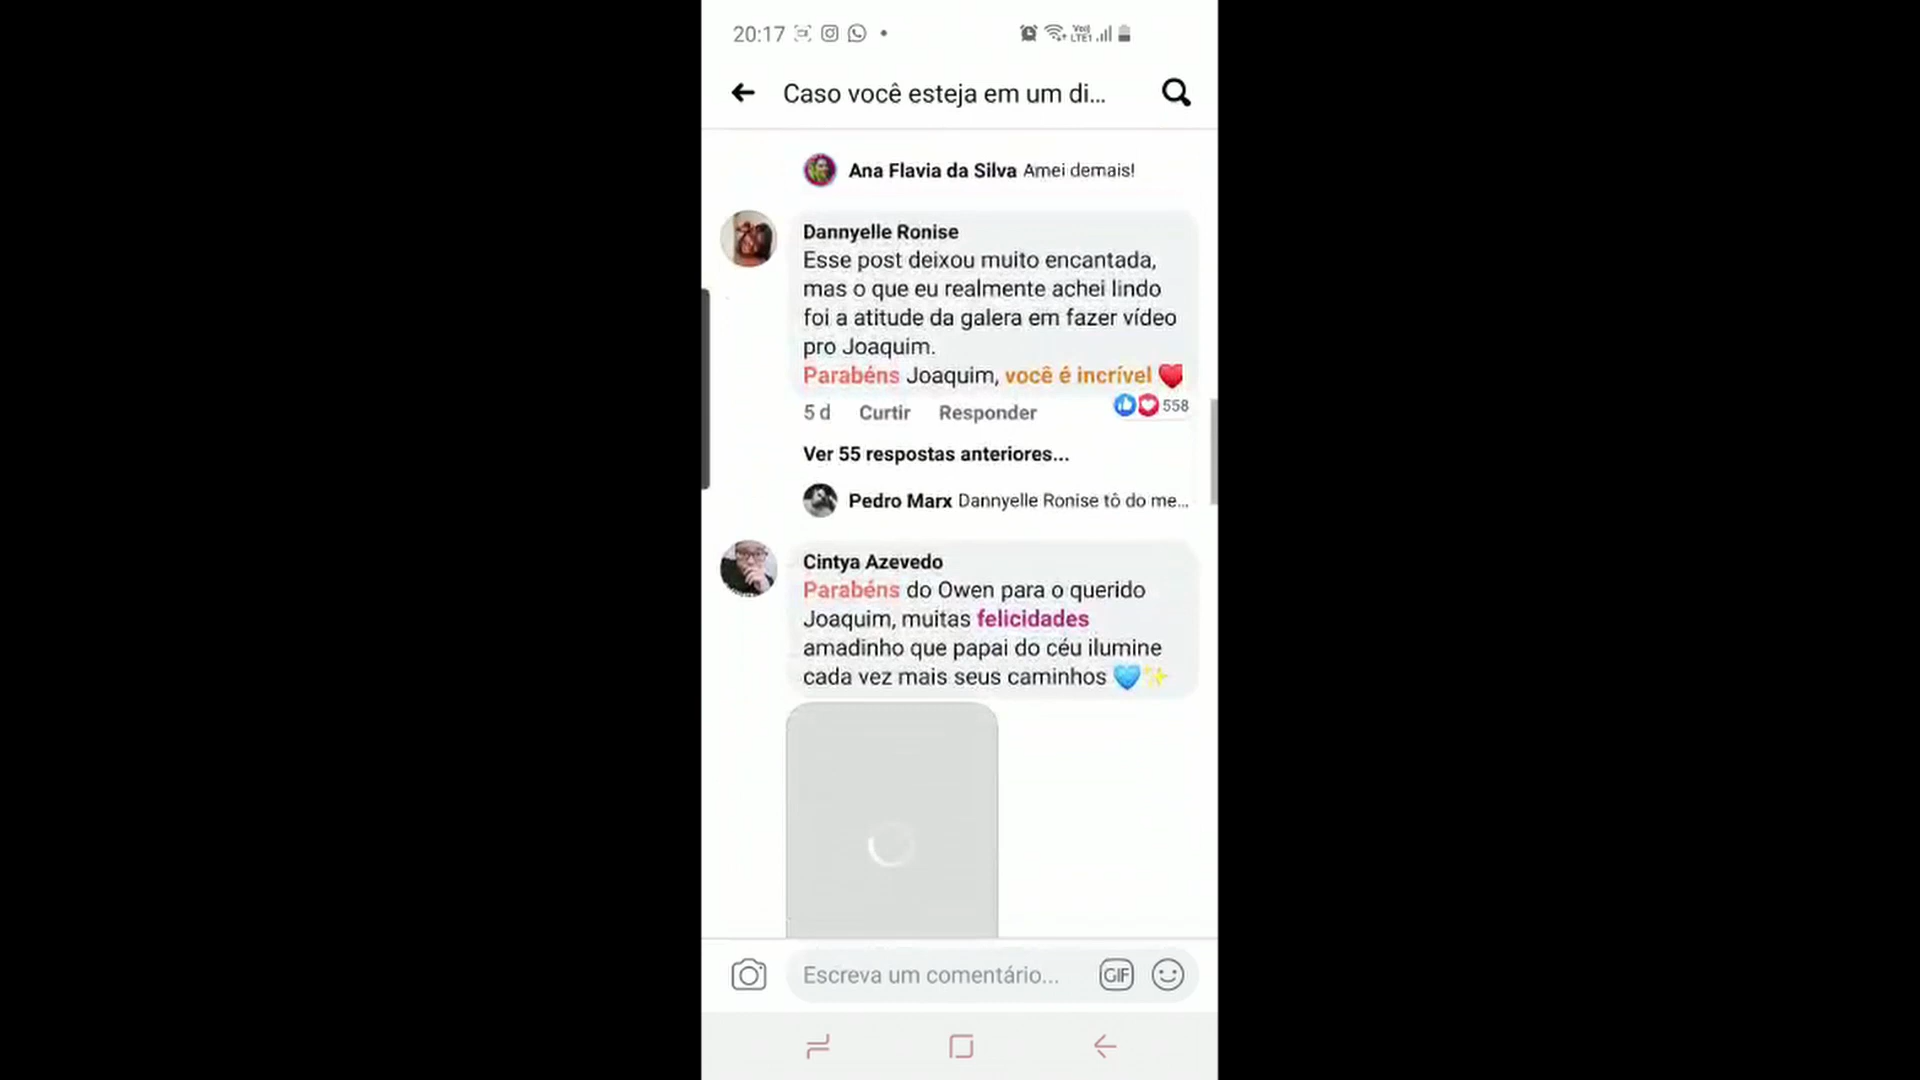 20:17
Voj)
LTE1
Caso você esteja em um di...
Ana Flavia da Silva Amei demais!
Dannyelle Ronise
Esse post deixou muito encantada,
mas o que eu realmente achei lindo
foi a atitude da galera em fazer vídeo
pro Joaquim.
Parabéns Joaquim, você é incrível ❤️
5 d Curtir Responder 558
Ver 55 respostas anteriores...
Pedro Marx Dannyelle Ronise tô do me...
Cintya Azevedo
Parabéns do Owen para o querido
Joaquim, muitas felicidades
amadinho que papai do céu ilumine
cada vez mais seus caminhos 💙✨
Escreva um comentário...
GIF